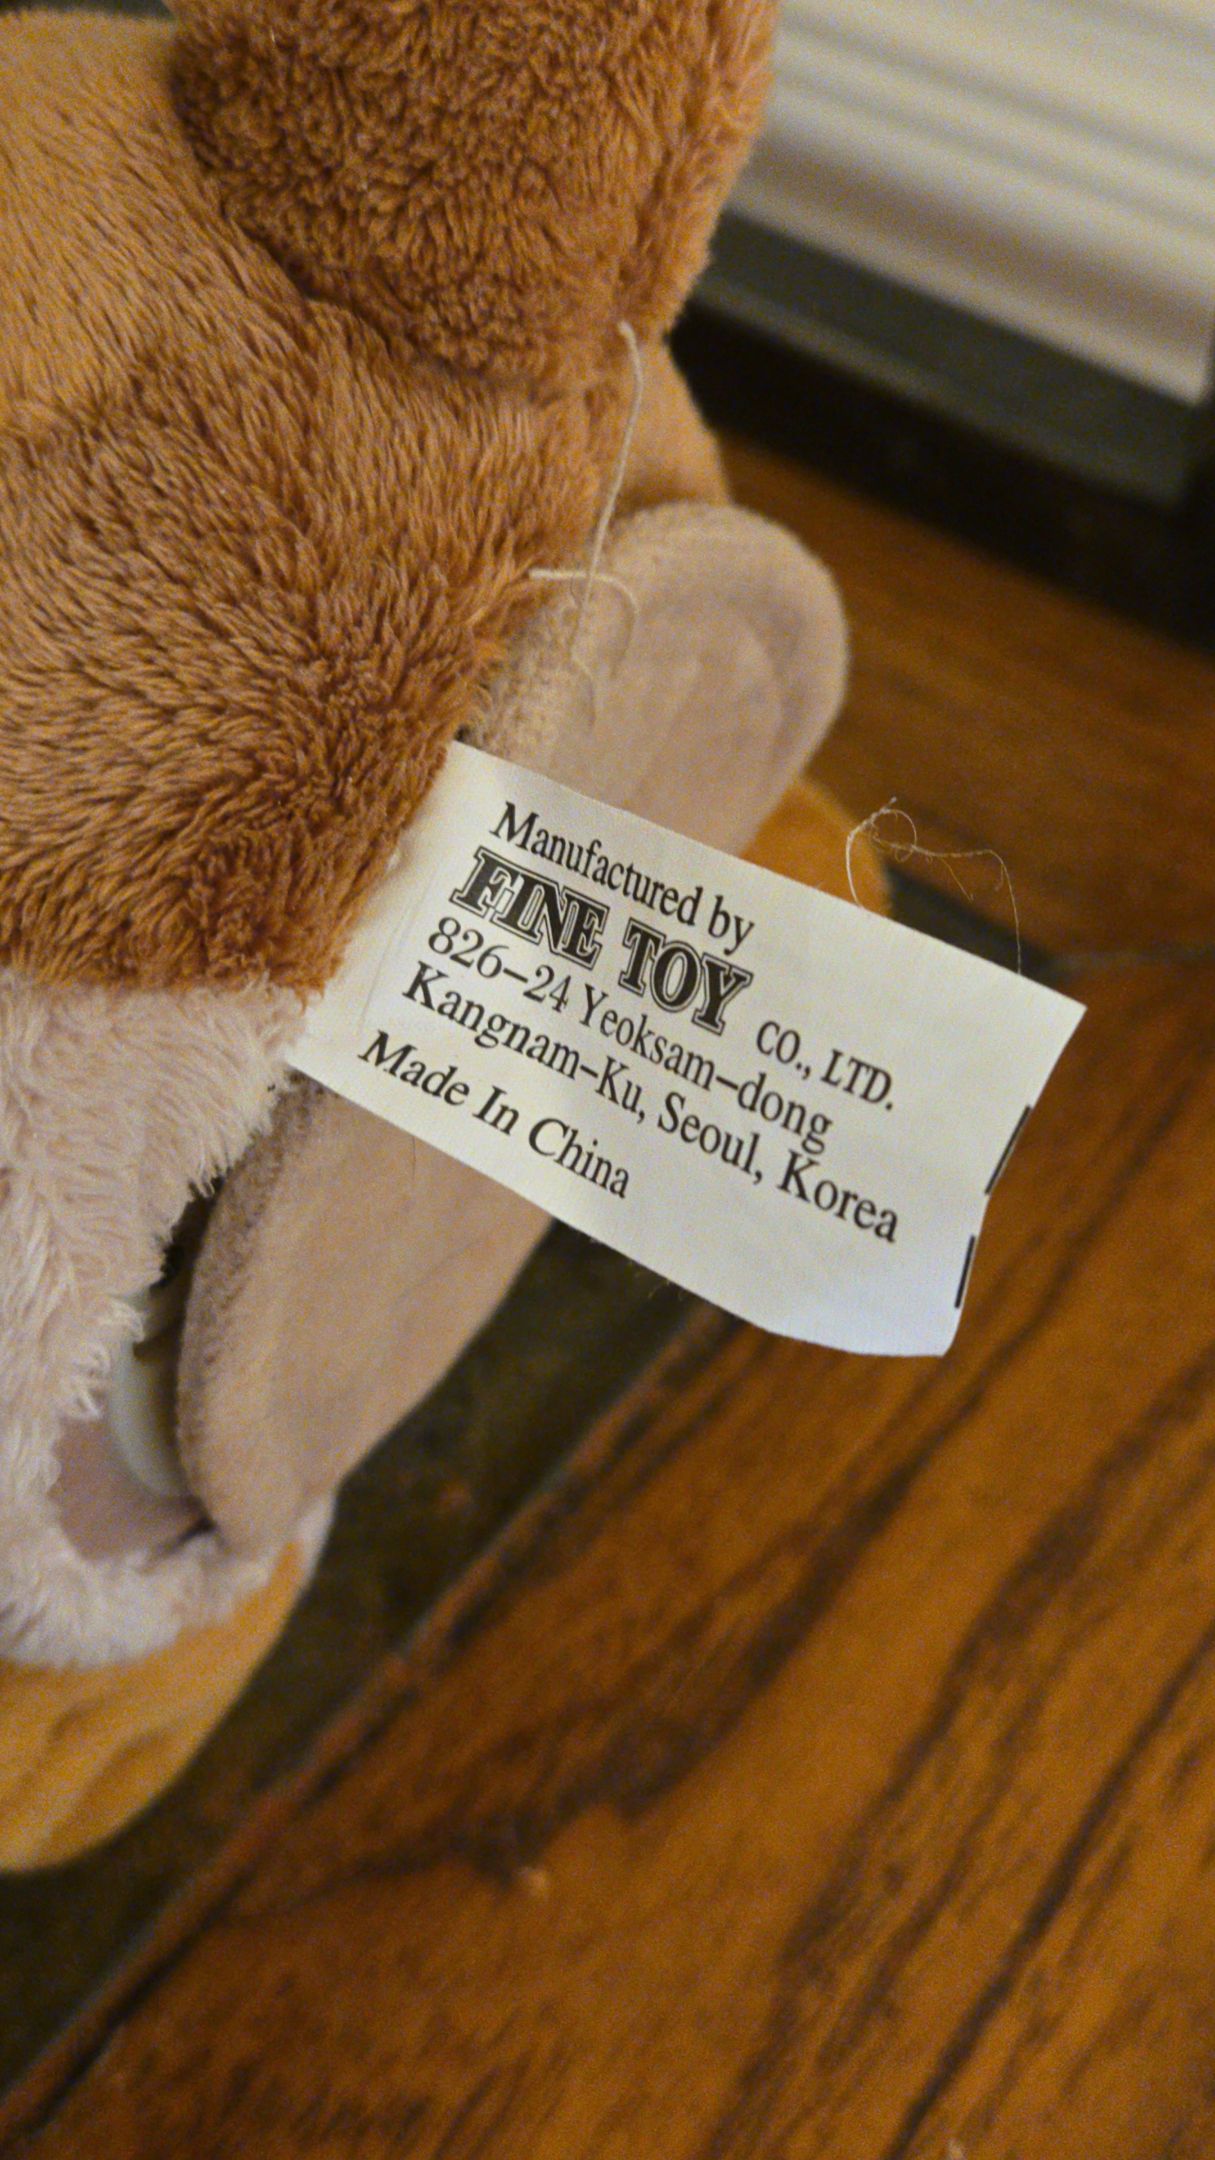 Manufactured by
FINE TOY CO., LTD.
826-24 Yeoksam-dong
Kangnam-Ku, Seoul, Korea
Made In China